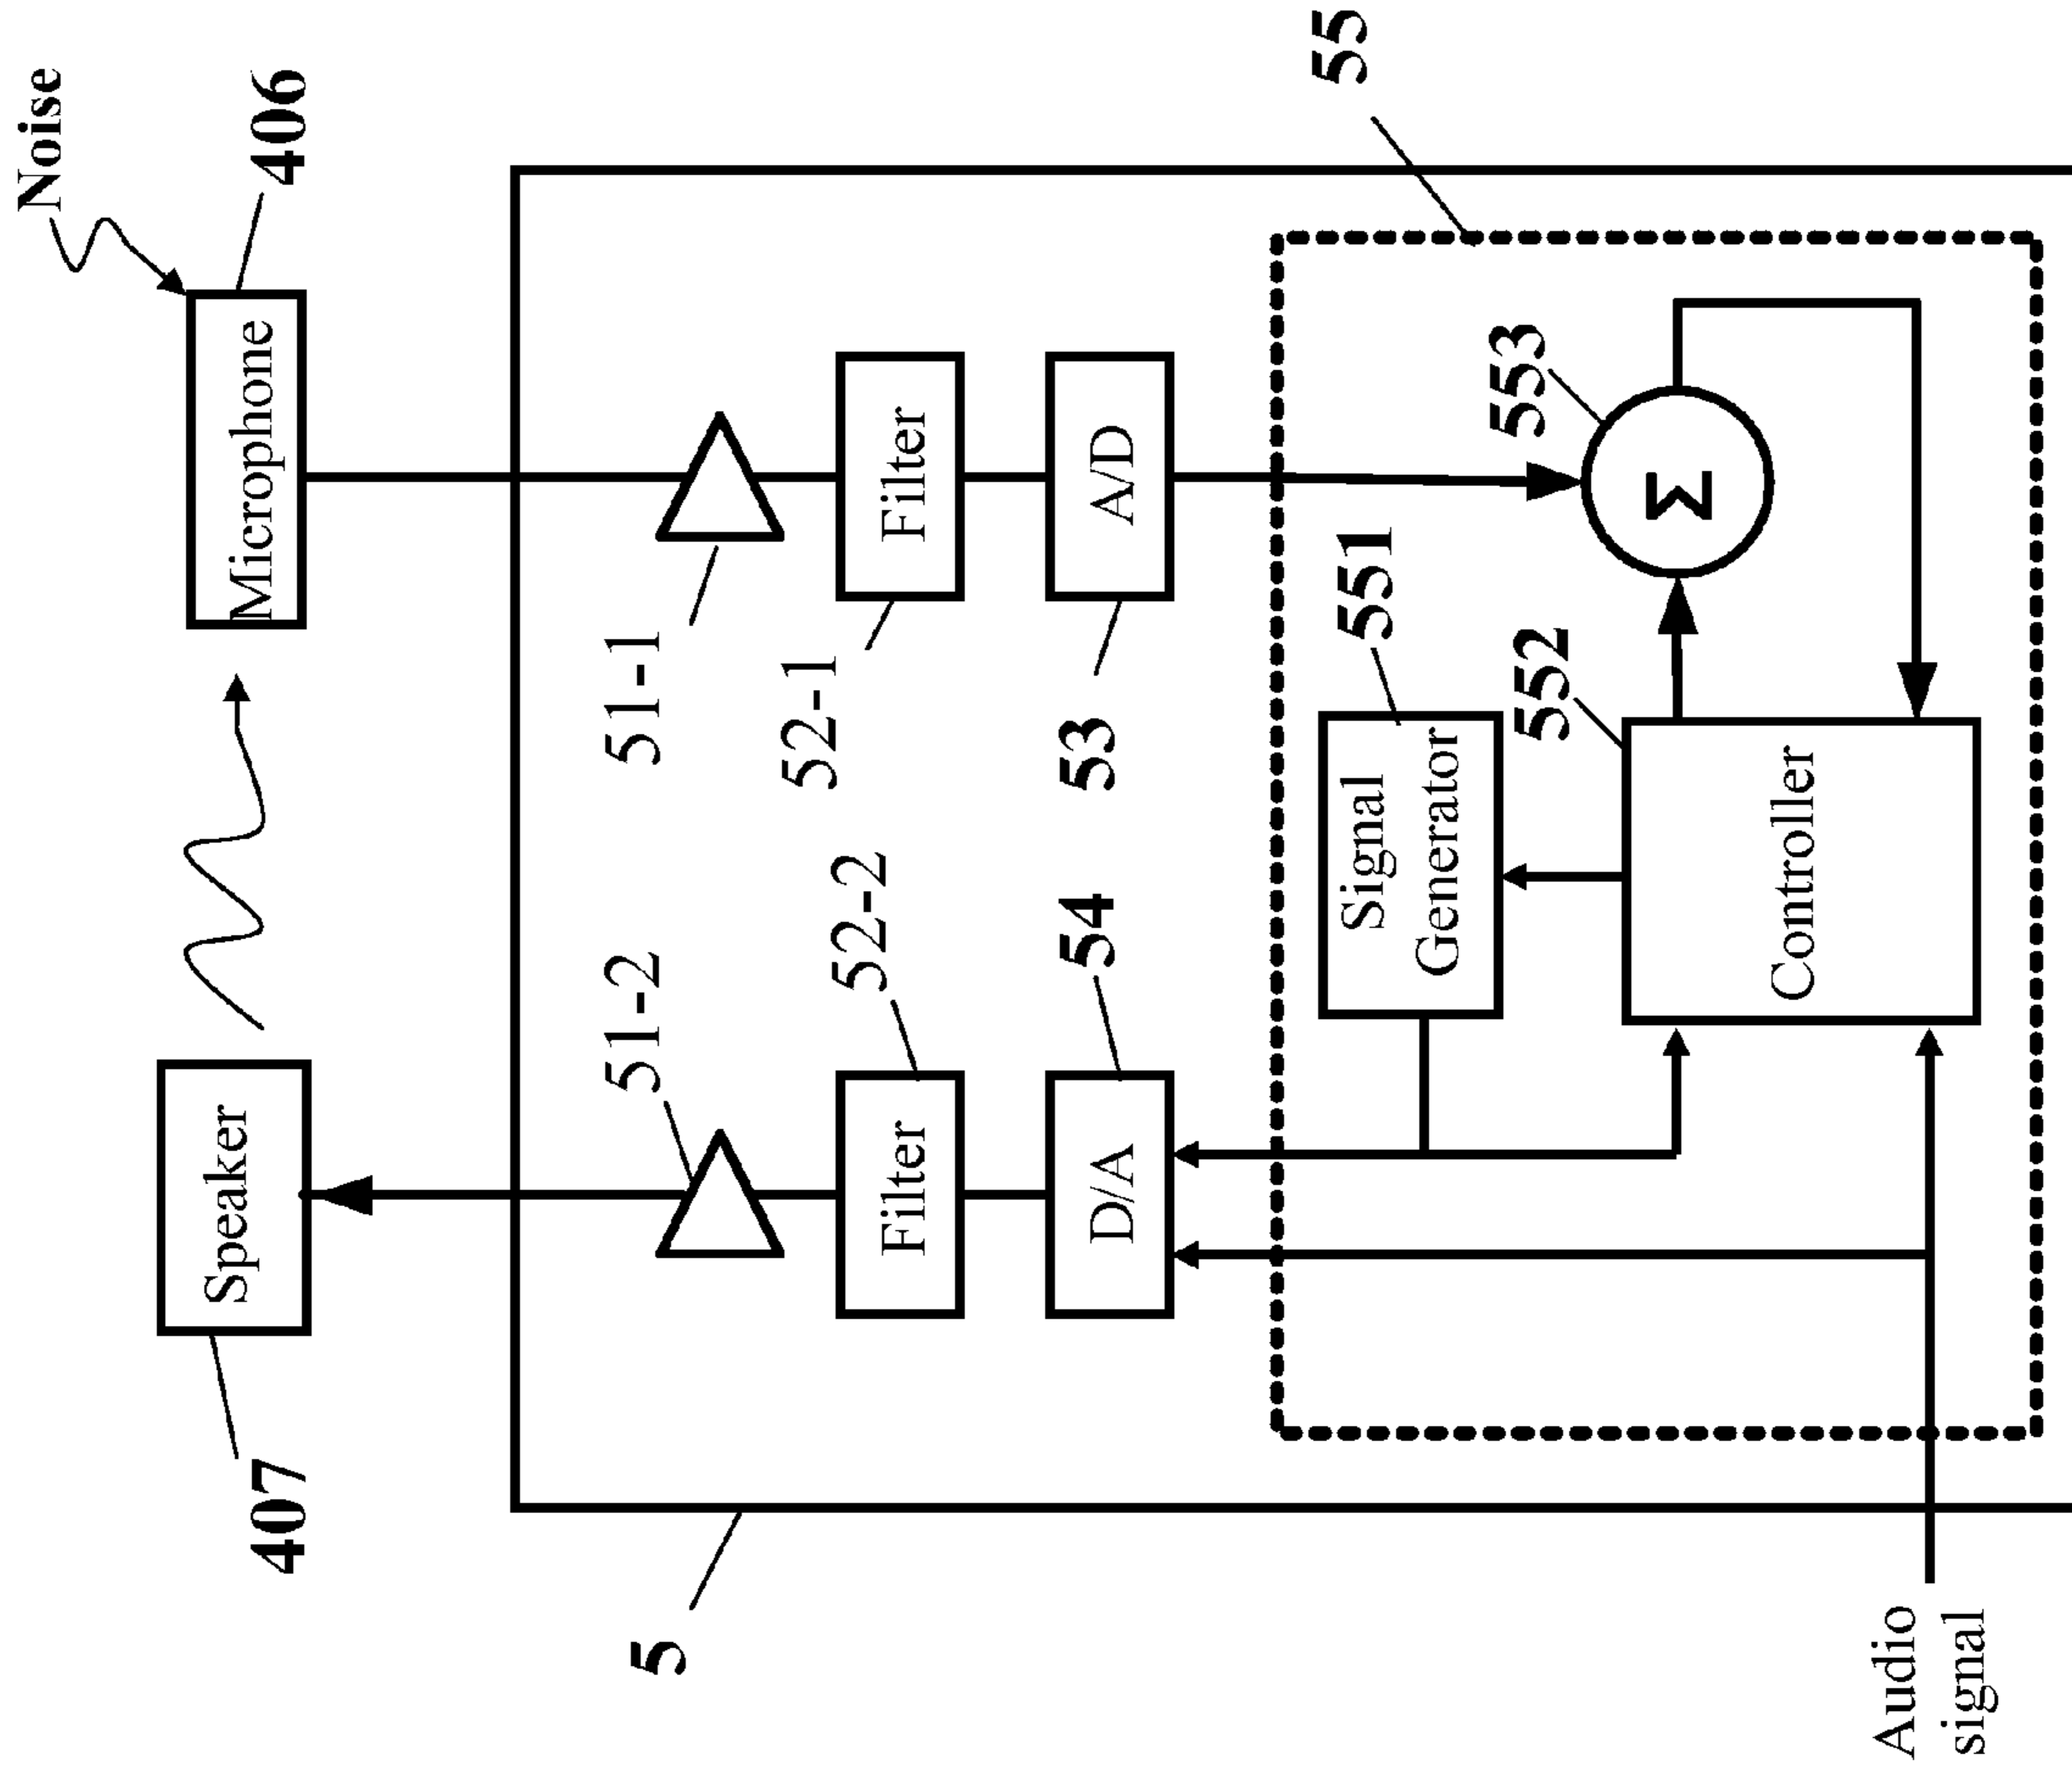 Noise
406
407
Speaker
Microphone
5
51-2
51-1
52-2
Filter
52-1
Filter
54
D/A
53
A/D
55
551
Signal
Generator
552
Controller
553
Σ
Audio
signal